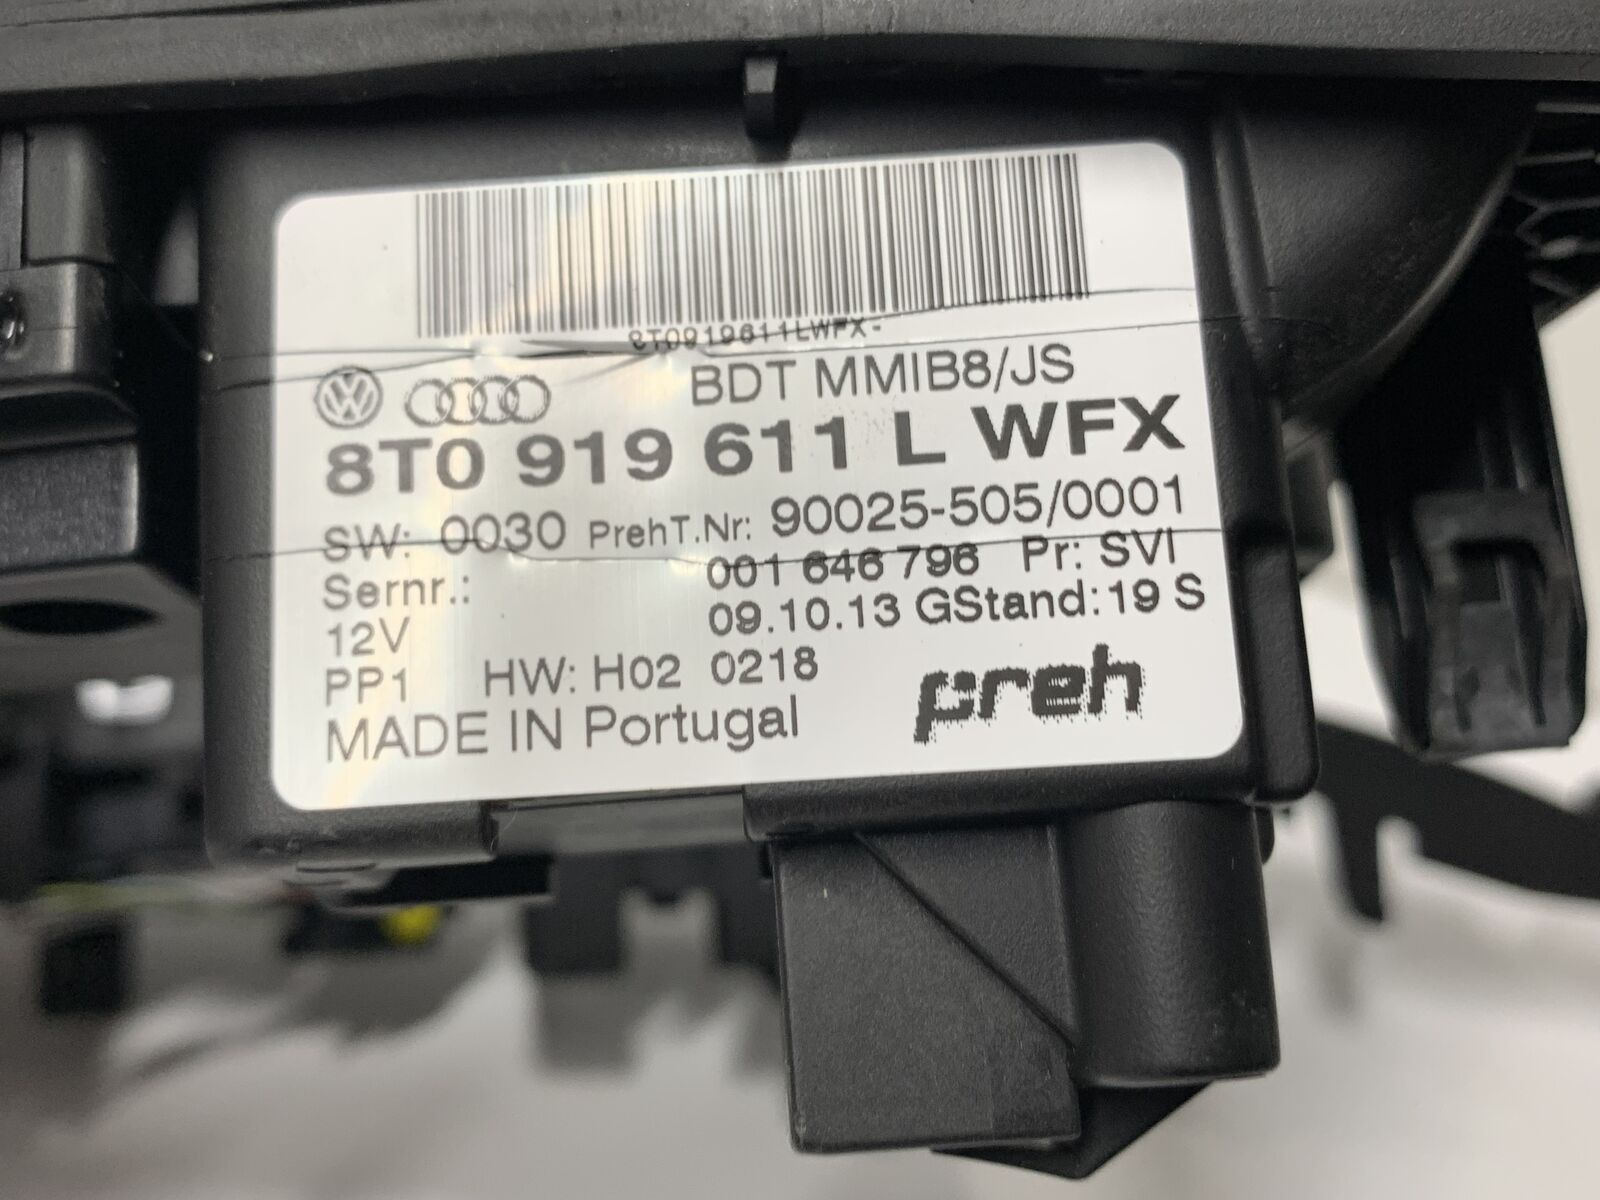 8T0919611LWFX-
BDT MMIB8/JS
8T0 919 611 L WFX
SW: 0030 PrehT.Nr: 90025-505/0001
Sernr.: 001 646 796 Pr: SVI
12V 09.10.13 GStand: 19 S
PP1 HW: H02 0218
MADE IN Portugal preh